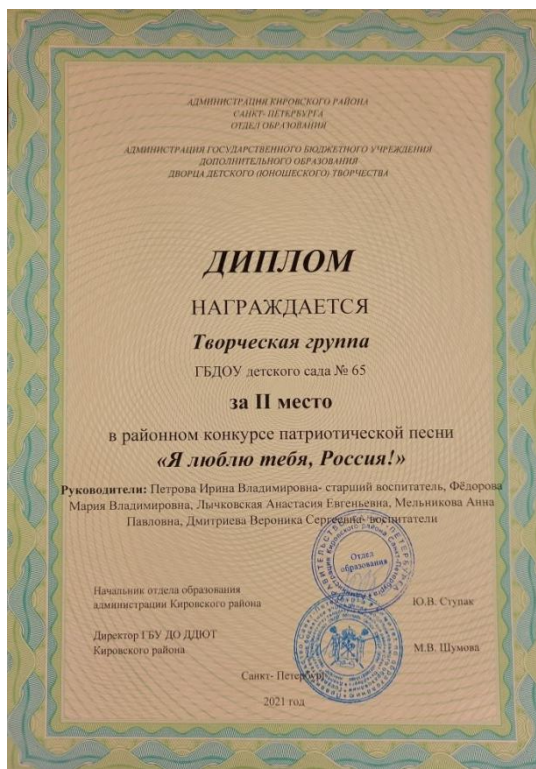 АДМИНИСТРАЦИЯ КИРОВСКОГО РАЙОНА
САНКТ- ПЕТЕРБУРГА
ОТДЕЛ ОБРАЗОВАНИЯ
АДМИНИСТРАЦИЯ ГОСУДАРСТВЕННОГО БЮДЖЕТНОГО УЧРЕЖДЕНИЯ
ДОПОЛНИТЕЛЬНОГО ОБРАЗОВАНИЯ
ДВОРЦА ДЕТСКОГО (ЮНОШЕСКОГО) ТВОРЧЕСТВА
ДИПЛОМ
НАГРАЖДАЕТСЯ
Творческая группа
ГБДОУ детского сада № 65
за II место
в районном конкурсе патриотической песни
«Я люблю тебя, Россия!»
Руководители: Петрова Ирина Владимировна- старший воспитатель, Фёдорова
Мария Владимировна, Лычковская Анастасия Евгеньевна, Мельникова Анна
Павловна, Дмитриева Вероника Сергеевна- воспитатели
Отдел
образования
Начальник отдела образования
администрации Кировского района
Ю.В. Ступак
Директор ГБУ ДО ДДЮТ
Кировского района
М.В. Шумова
Санкт- Петербург
2021 год